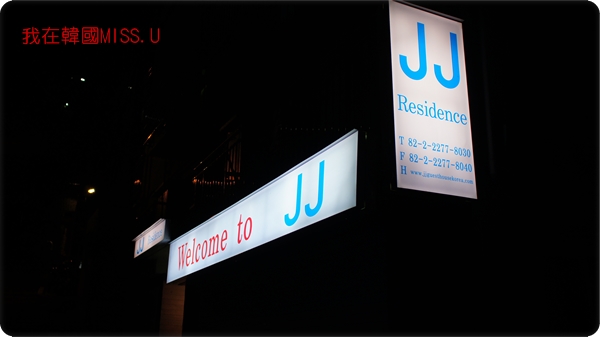 我在韓國MISS.U
JJ
Residence
T 82-2-2277-8030
F 82-2-2277-8040
H
Welcome to JJ
JJ